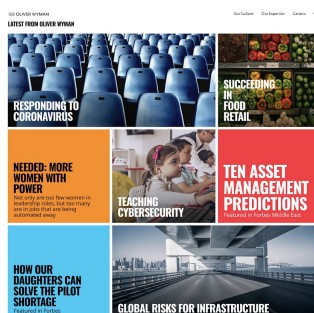 OLIVER WYMAN
Our Culture Our Expertise Careers
LATEST FROM OLIVER WYMAN
RESPONDING TO
CORONAVIRUS
SUCCEEDING
IN
FOOD
RETAIL
NEEDED: MORE
WOMEN WITH
POWER
Not only are too few women in
leadership roles, but too many
are in jobs that are being
automated away
TEACHING
CYBERSECURITY
TEN ASSET
MANAGEMENT
PREDICTIONS
Featured in Forbes Middle East
HOW OUR
DAUGHTERS CAN
SOLVE THE PILOT
SHORTAGE
Featured in Forbes
GLOBAL RISKS FOR INFRASTRUCTURE